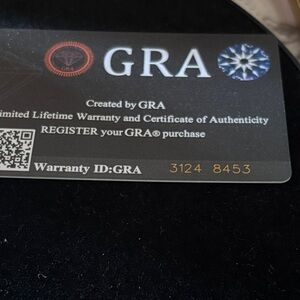 GRA
Created by GRA
imited Lifetime Warranty and Certificate of Authenticity
REGISTER your GRA® purchase
Warranty ID:GRA 3124 8453